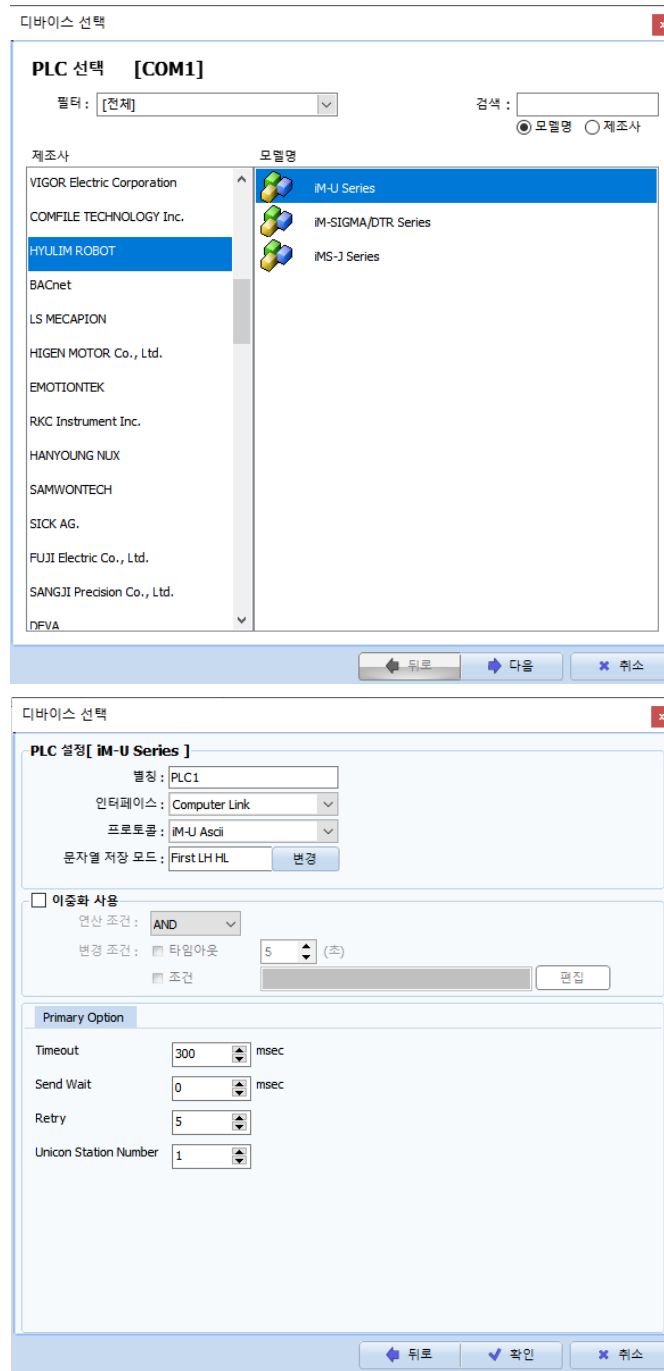 디바이스 선택
PLC 선택 [COM1]
필터 : [전체] 검색 :
모델명 제조사
제조사 모델명
VIGOR Electric Corporation
COMFILE TECHNOLOGY Inc.
HYULIM ROBOT
BACnet
LS MECAPION
HIGEN MOTOR Co., Ltd.
EMOTIONTEK
RKC Instrument Inc.
HANYOUNG NUX
SAMWONTECH
SICK AG.
FUJI Electric Co., Ltd.
SANGJI Precision Co., Ltd.
DEVA
iM-U Series
iM-SIGMA/DTR Series
iMS-J Series
뒤로 다음 취소
디바이스 선택
PLC 설정[ iM-U Series ]
별칭 : PLC1
인터페이스 : Computer Link
프로토콜 : iM-U Ascii
문자열 저장 모드 : First LH HL 변경
이중화 사용
연산 조건 : AND
변경 조건 : 타임아웃 5 (초)
조건 편집
Primary Option
Timeout 300 msec
Send Wait 0 msec
Retry 5
Unicon Station Number 1
뒤로 확인 취소